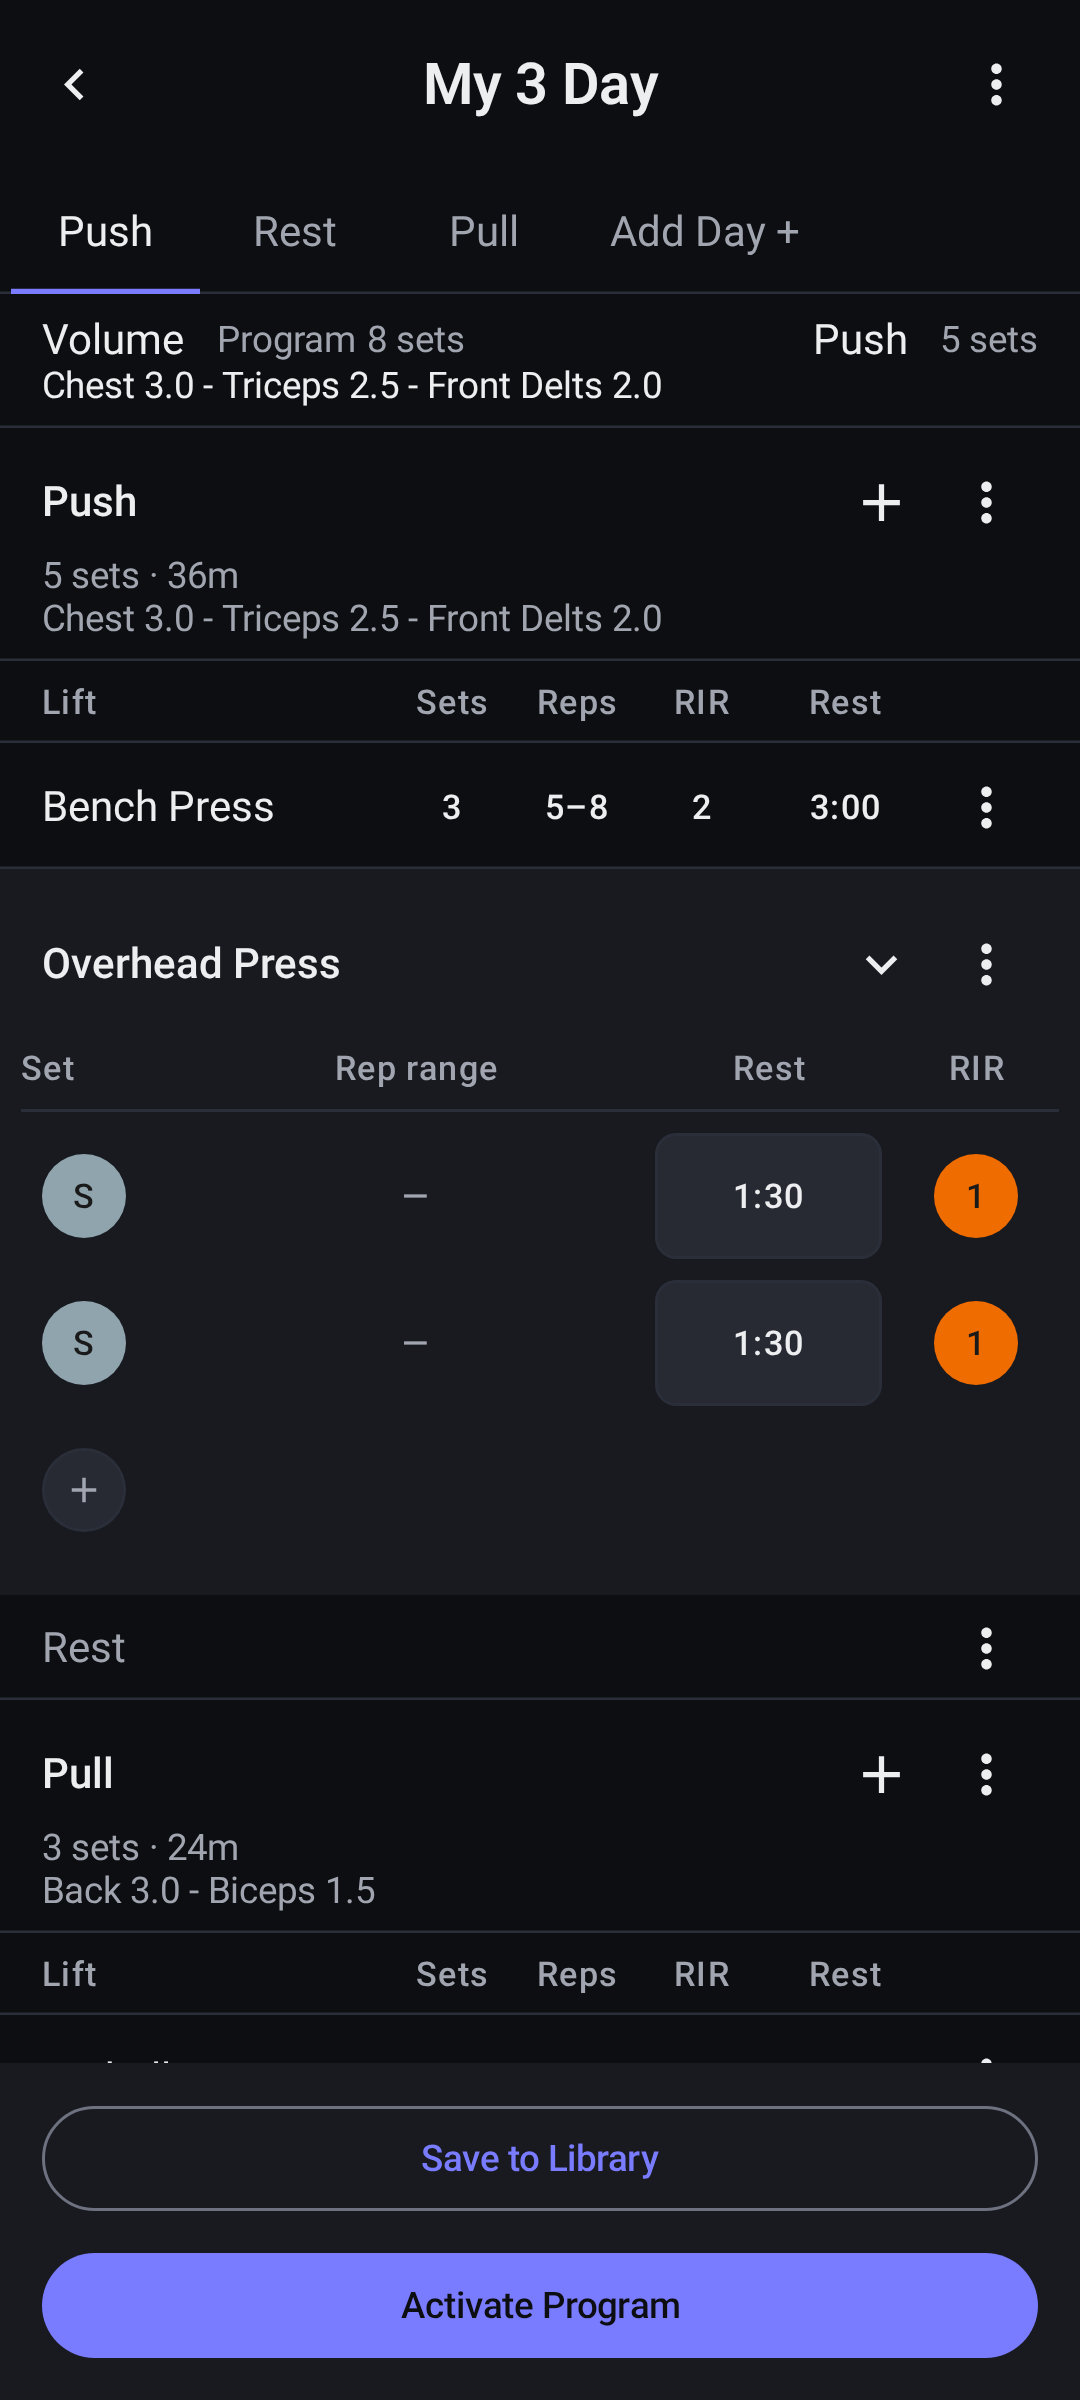 My 3 Day
Push Rest Pull Add Day +
Volume Program 8 sets Push 5 sets
Chest 3.0 - Triceps 2.5 - Front Delts 2.0
Push
5 sets · 36m
Chest 3.0 - Triceps 2.5 - Front Delts 2.0
Lift Sets Reps RIR Rest
Bench Press 3 5–8 2 3:00
Overhead Press
Set Rep range Rest RIR
S – 1:30 1
S – 1:30 1
+
Rest
Pull
3 sets · 24m
Back 3.0 - Biceps 1.5
Lift Sets Reps RIR Rest
Save to Library
Activate Program